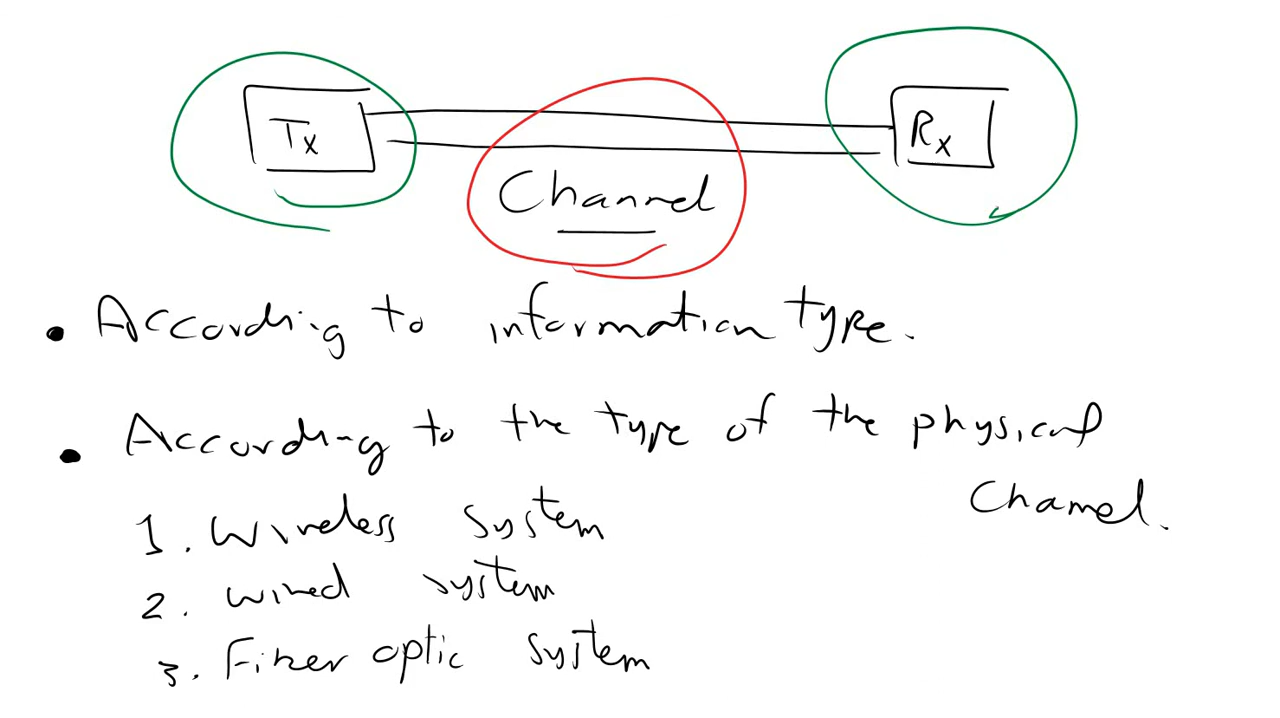 Tx
Rx
Channel
• According to information type.
• According to the type of the physical
Channel.
1. Wireless system
2. wired system
3. Fiber optic system